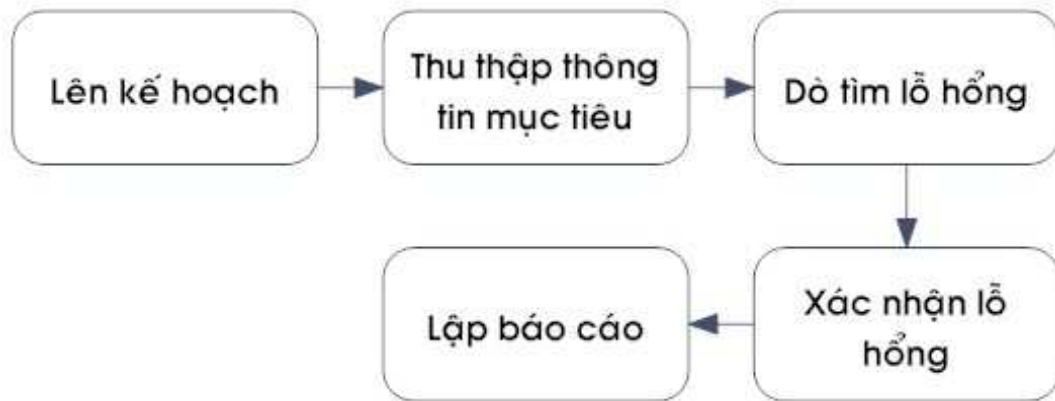 Lên kế hoạch
Thu thập thông
tin mục tiêu
Dò tìm lỗ hổng
Xác nhận lỗ
hổng
Lập báo cáo